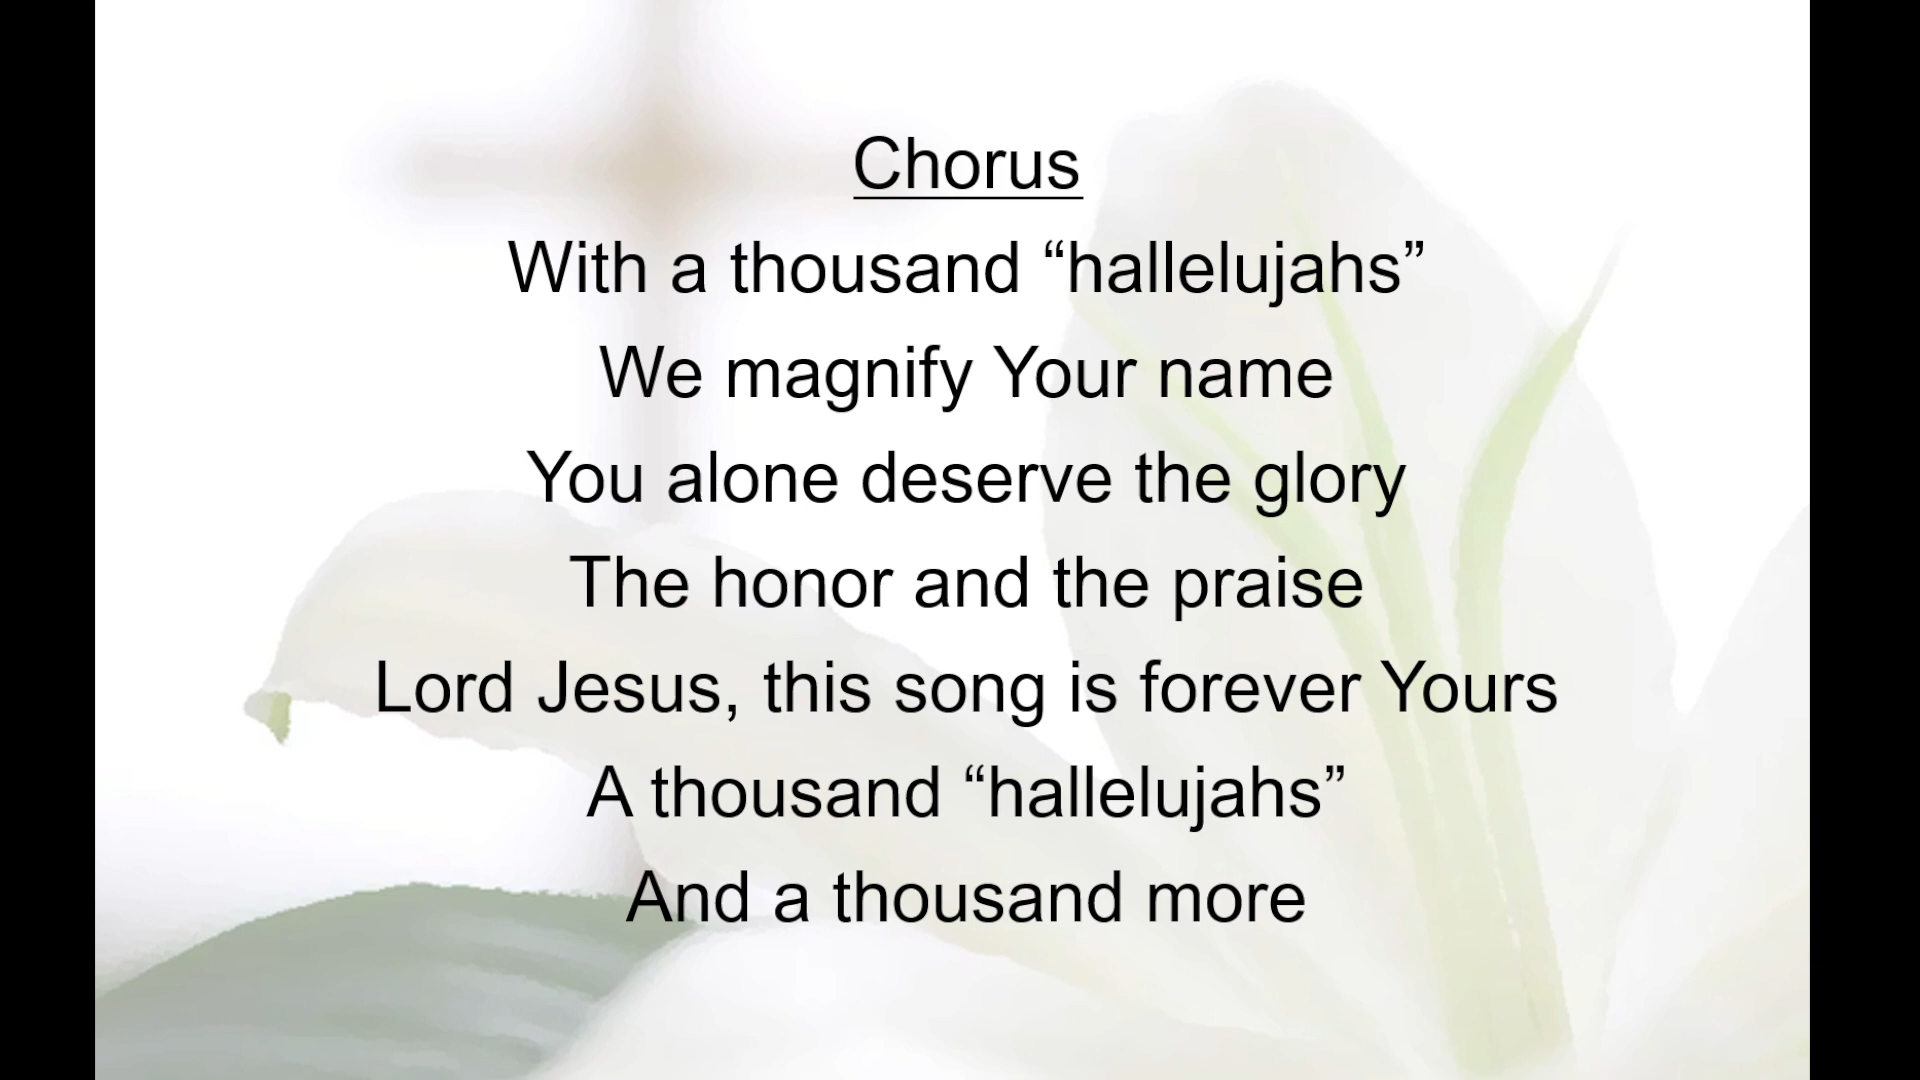 Chorus
With a thousand “hallelujahs”
We magnify Your name
You alone deserve the glory
The honor and the praise
Lord Jesus, this song is forever Yours
A thousand “hallelujahs”
And a thousand more